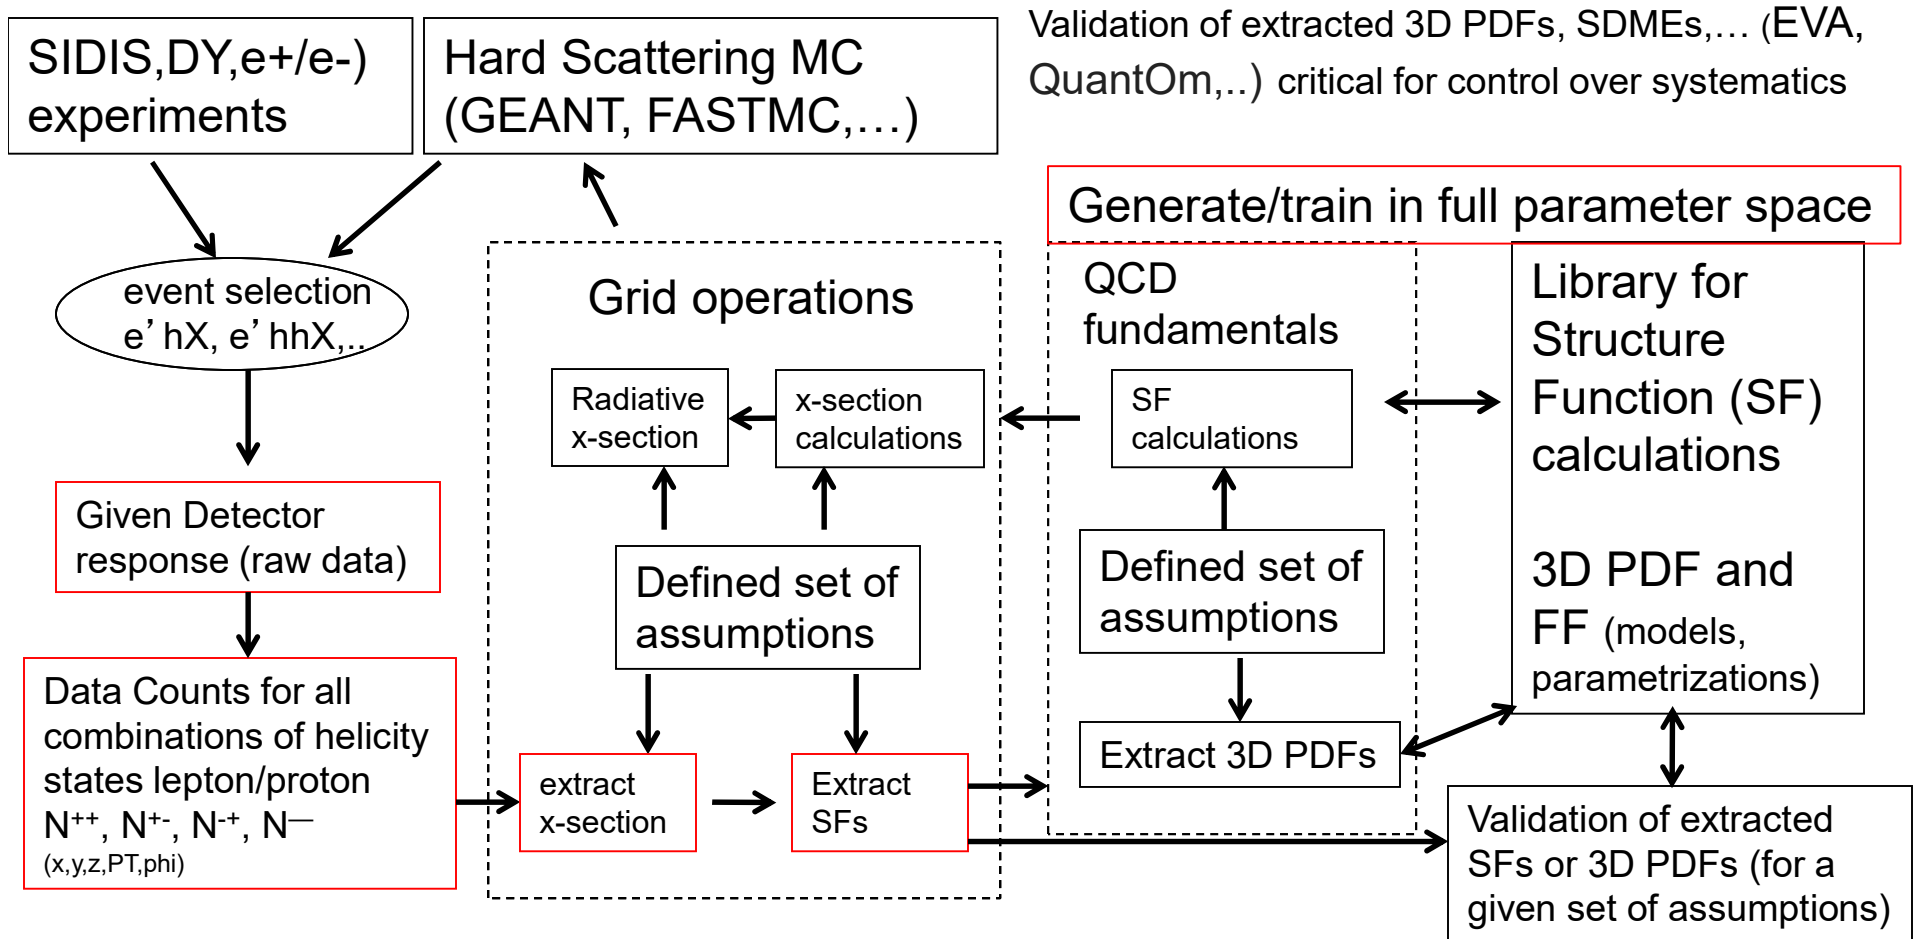 SIDIS,DY,e+/e-)
experiments
Hard Scattering MC
(GEANT, FASTMC,…)
Validation of extracted 3D PDFs, SDMEs,… (EVA,
QuantOm,..) critical for control over systematics
Generate/train in full parameter space
event selection
e’ hX, e’ hhX,..
Given Detector
response (raw data)
Data Counts for all
combinations of helicity
states lepton/proton
N⁺⁺, N⁺⁻, N⁻⁺, N⁻⁻
(x,y,z,PT,phi)
Grid operations
Radiative
x-section
x-section
calculations
Defined set of
assumptions
extract
x-section
Extract
SFs
QCD
fundamentals
SF
calculations
Defined set of
assumptions
Extract 3D PDFs
Library for
Structure
Function (SF)
calculations
3D PDF and
FF (models,
parametrizations)
Validation of extracted
SFs or 3D PDFs (for a
given set of assumptions)